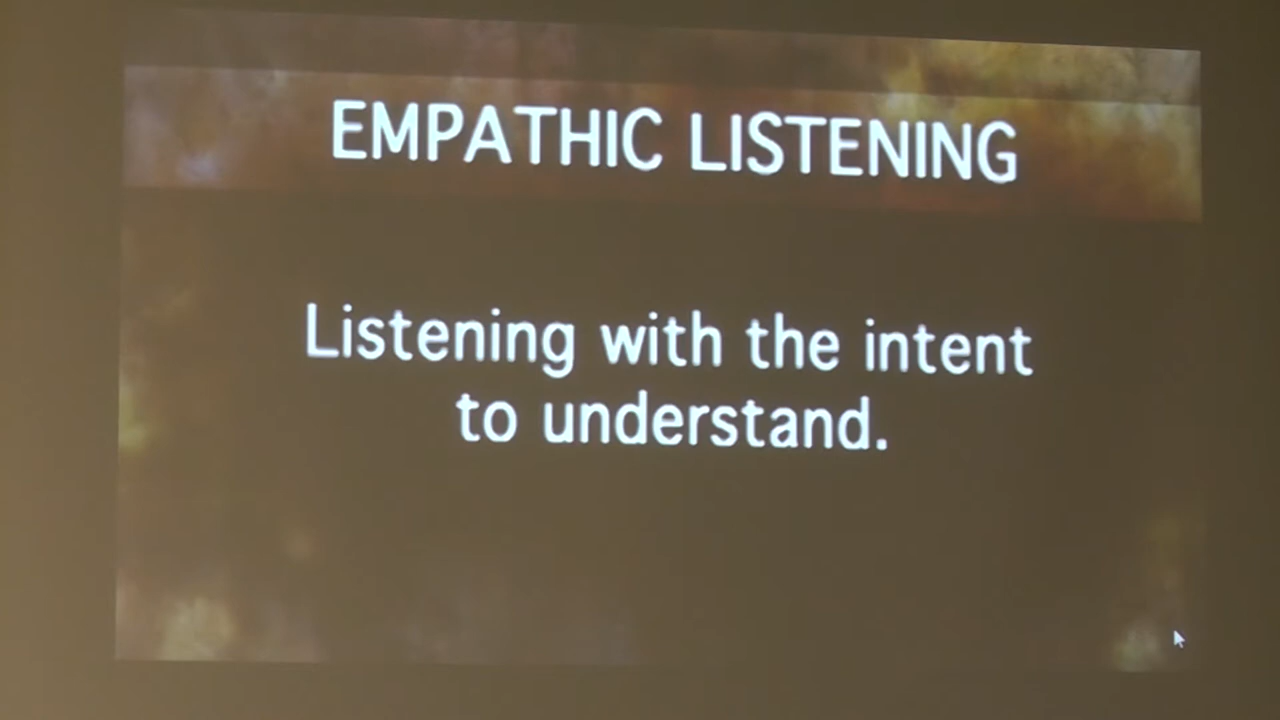 EMPATHIC LISTENING
Listening with the intent
to understand.